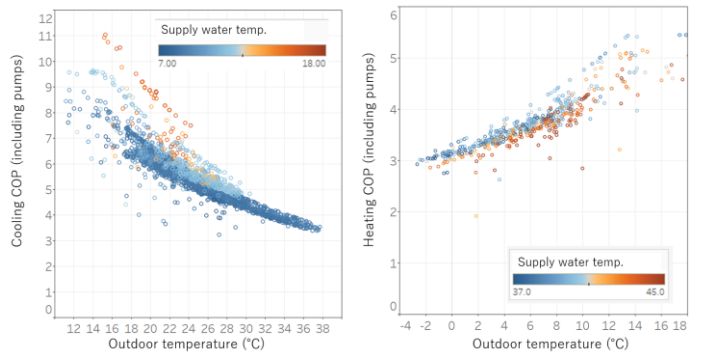 Supply water temp.
7.00 18.00
Cooling COP (including pumps)
12
11
10
9
8
7
6
5
4
3
2
1
0
12 14 16 18 20 22 24 26 28 30 32 34 36 38
Outdoor temperature (°C)
Heating COP (including pumps)
6
5
4
3
2
1
0
Supply water temp.
37.0 45.0
-4 -2 0 2 4 6 8 10 12 14 16 18
Outdoor temperature (°C)